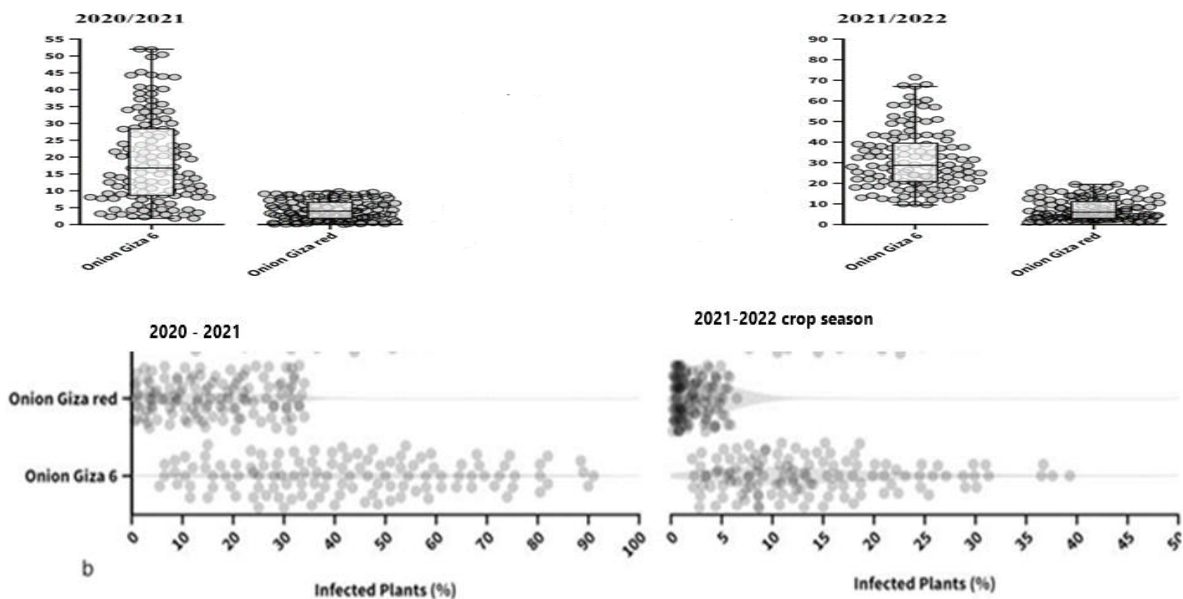 2020/2021
55
50
45
40
35
30
25
20
15
10
5
0
Onion Giza 6
Onion Giza red
2021/2022
90
80
70
60
50
40
30
20
10
0
Onion Giza 6
Onion Giza red
2020 - 2021
Onion Giza red
Onion Giza 6
0 10 20 30 40 50 60 70 80 90 100
Infected Plants (%)
b
2021-2022 crop season
0 5 10 15 20 25 30 35 40 45 50
Infected Plants (%)